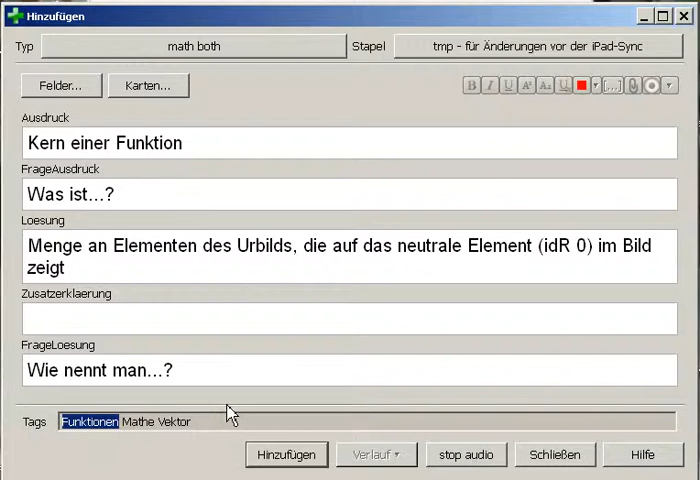 Hinzufügen
Typ math both Stapel tmp - für Änderungen vor der iPad-Sync
Felder... Karten... B I U A² A₂ U [...]
Ausdruck
Kern einer Funktion
FrageAusdruck
Was ist...?
Loesung
Menge an Elementen des Urbilds, die auf das neutrale Element (idR 0) im Bild
zeigt
Zusatzerklaerung
FrageLoesung
Wie nennt man...?
Tags Funktionen Mathe Vektor
Hinzufügen Verlauf stop audio Schließen Hilfe